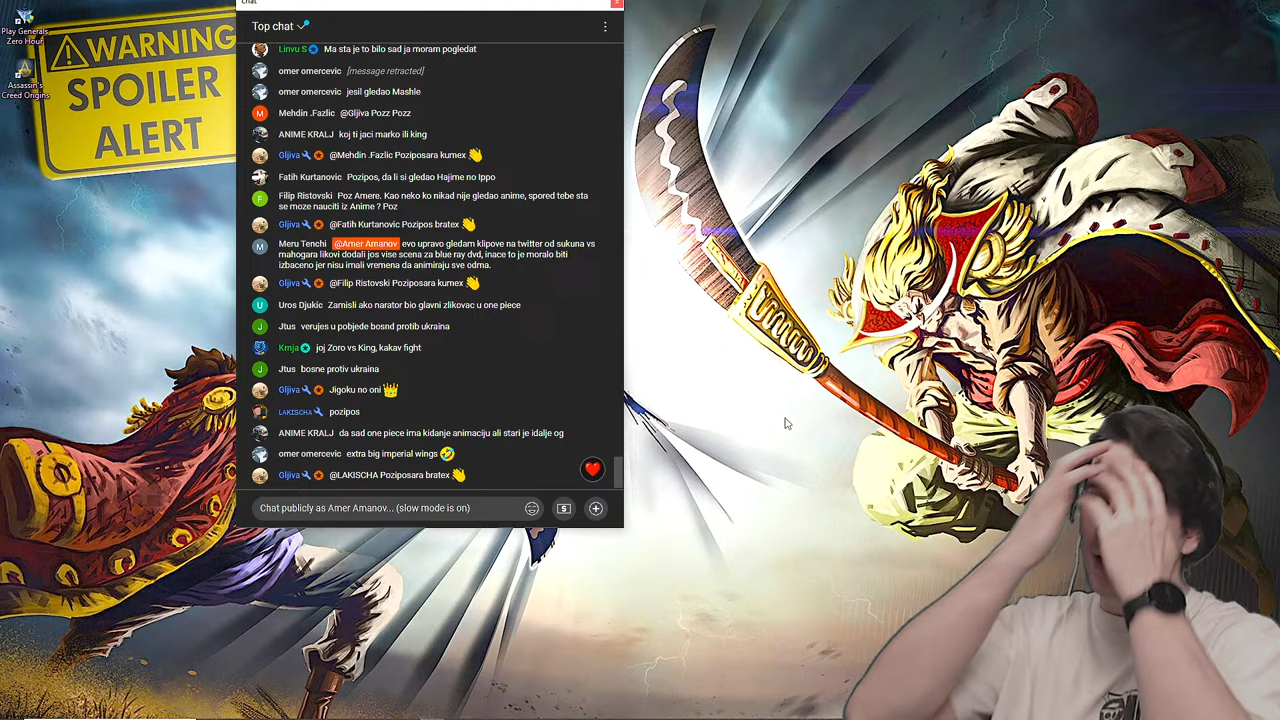 Play Generals
Zero Hour
Assassin's
Creed Origins
WARNING
SPOILER
ALERT
Chat
Top chat
Linvu S Ma sta je to bilo sad ja moram pogledat
omer omercevic [message retracted]
omer omercevic jesil gledao Mashle
M Mehdin .Fazlic @Gljiva Pozz Pozz
ANIME KRALJ koj ti jaci marko ili king
Gljiva @Mehdin .Fazlic Poziposara kumex 👋
Fatih Kurtanovic Pozipos, da li si gledao Hajime no Ippo
F Filip Ristovski Poz Amere. Kao neko ko nikad nije gledao anime, spored tebe sta
se moze nauciti iz Anime ? Poz
Gljiva @Fatih Kurtanovic Pozipos bratex 👋
M Meru Tenchi @Amer Amanov evo upravo gledam klipove na twitter od sukuna vs
mahogara likovi dodali jos vise scena za blue ray dvd, inace to je moralo biti
izbaceno jer nisu imali vremena da animiraju sve odma.
Gljiva @Filip Ristovski Poziposara kumex 👋
U Uros Djukic Zamisli ako narator bio glavni zlikovac u one piece
J Jtus verujes u pobjede bosnd protib ukraina
Krnja joj Zoro vs King, kakav fight
J Jtus bosne protiv ukraina
Gljiva Jigoku no oni 👑
LAKISCHA pozipos
ANIME KRALJ da sad one piece ima kidanje animaciju ali stari je idalje og
omer omercevic extra big imperial wings 🤣
Gljiva @LAKISCHA Poziposara bratex 👋
Chat publicly as Amer Amanov... (slow mode is on)